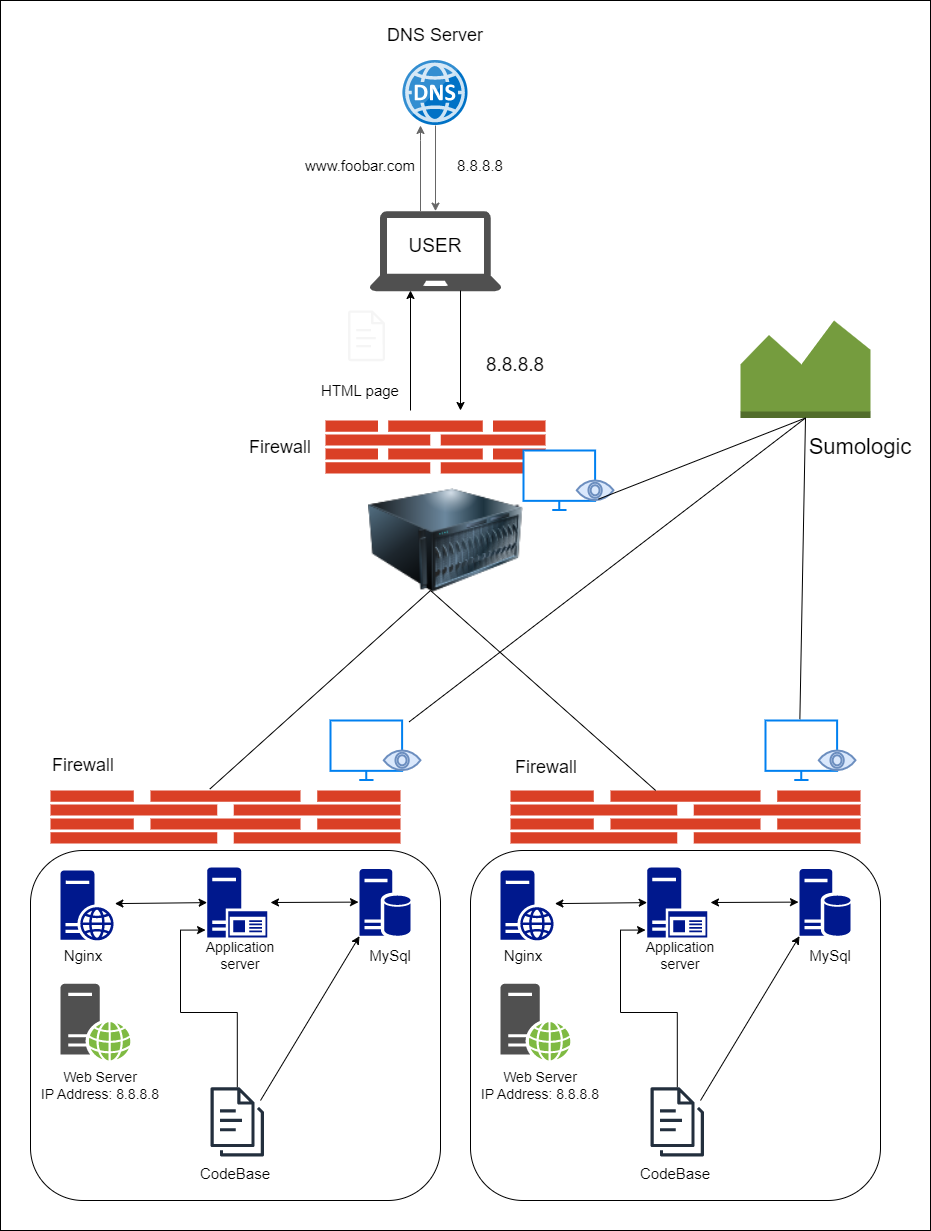 DNS Server
DNS
www.foobar.com
8.8.8.8
USER
8.8.8.8
HTML page
Firewall
Sumologic
Firewall
Firewall
Nginx
Application
server
MySql
Web Server
IP Address: 8.8.8.8
CodeBase
Nginx
Application
server
MySql
Web Server
IP Address: 8.8.8.8
CodeBase